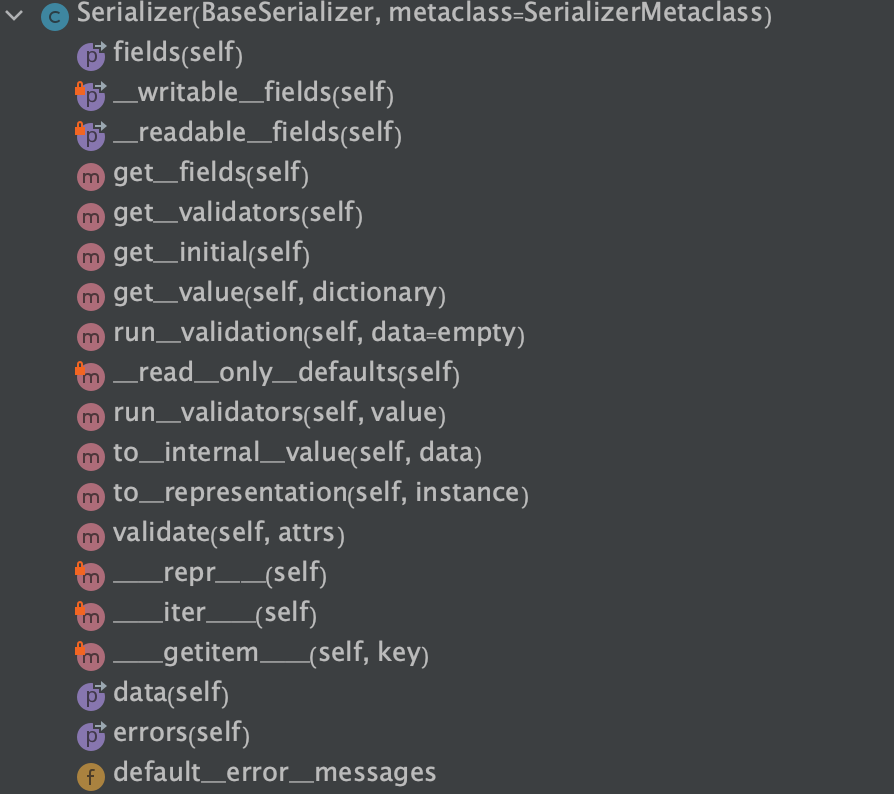 Serializer(BaseSerializer, metaclass=SerializerMetaclass)
fields(self)
_writable_fields(self)
_readable_fields(self)
get_fields(self)
get_validators(self)
get_initial(self)
get_value(self, dictionary)
run_validation(self, data=empty)
_read_only_defaults(self)
run_validators(self, value)
to_internal_value(self, data)
to_representation(self, instance)
validate(self, attrs)
__repr__(self)
__iter__(self)
__getitem__(self, key)
data(self)
errors(self)
default_error_messages